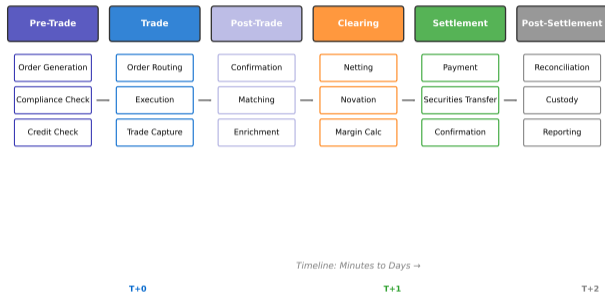 Pre-Trade
Trade
Post-Trade
Clearing
Settlement
Post-Settlement
Order Generation
Order Routing
Confirmation
Netting
Payment
Reconciliation
Compliance Check
Execution
Matching
Novation
Securities Transfer
Custody
Credit Check
Trade Capture
Enrichment
Margin Calc
Confirmation
Reporting
Timeline: Minutes to Days →
T+0
T+1
T+2